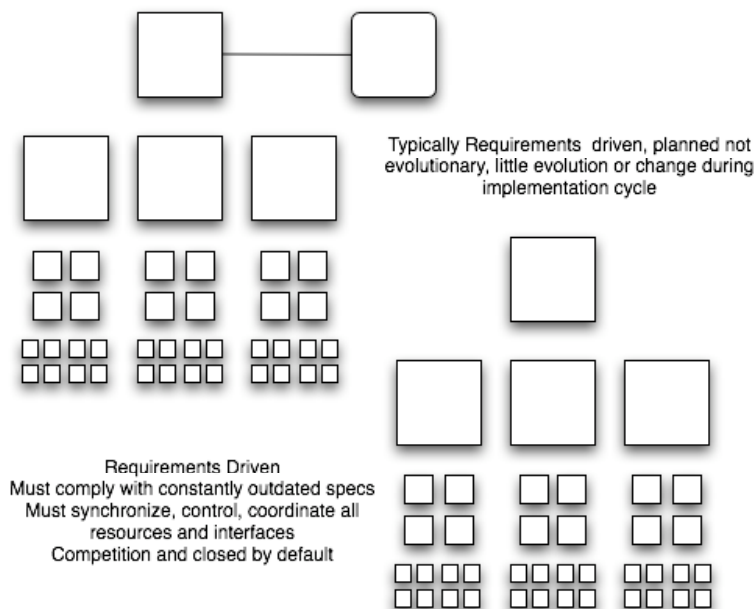 Typically Requirements driven, planned not
evolutionary, little evolution or change during
implementation cycle
Requirements Driven
Must comply with constantly outdated specs
Must synchronize, control, coordinate all
resources and interfaces
Competition and closed by default